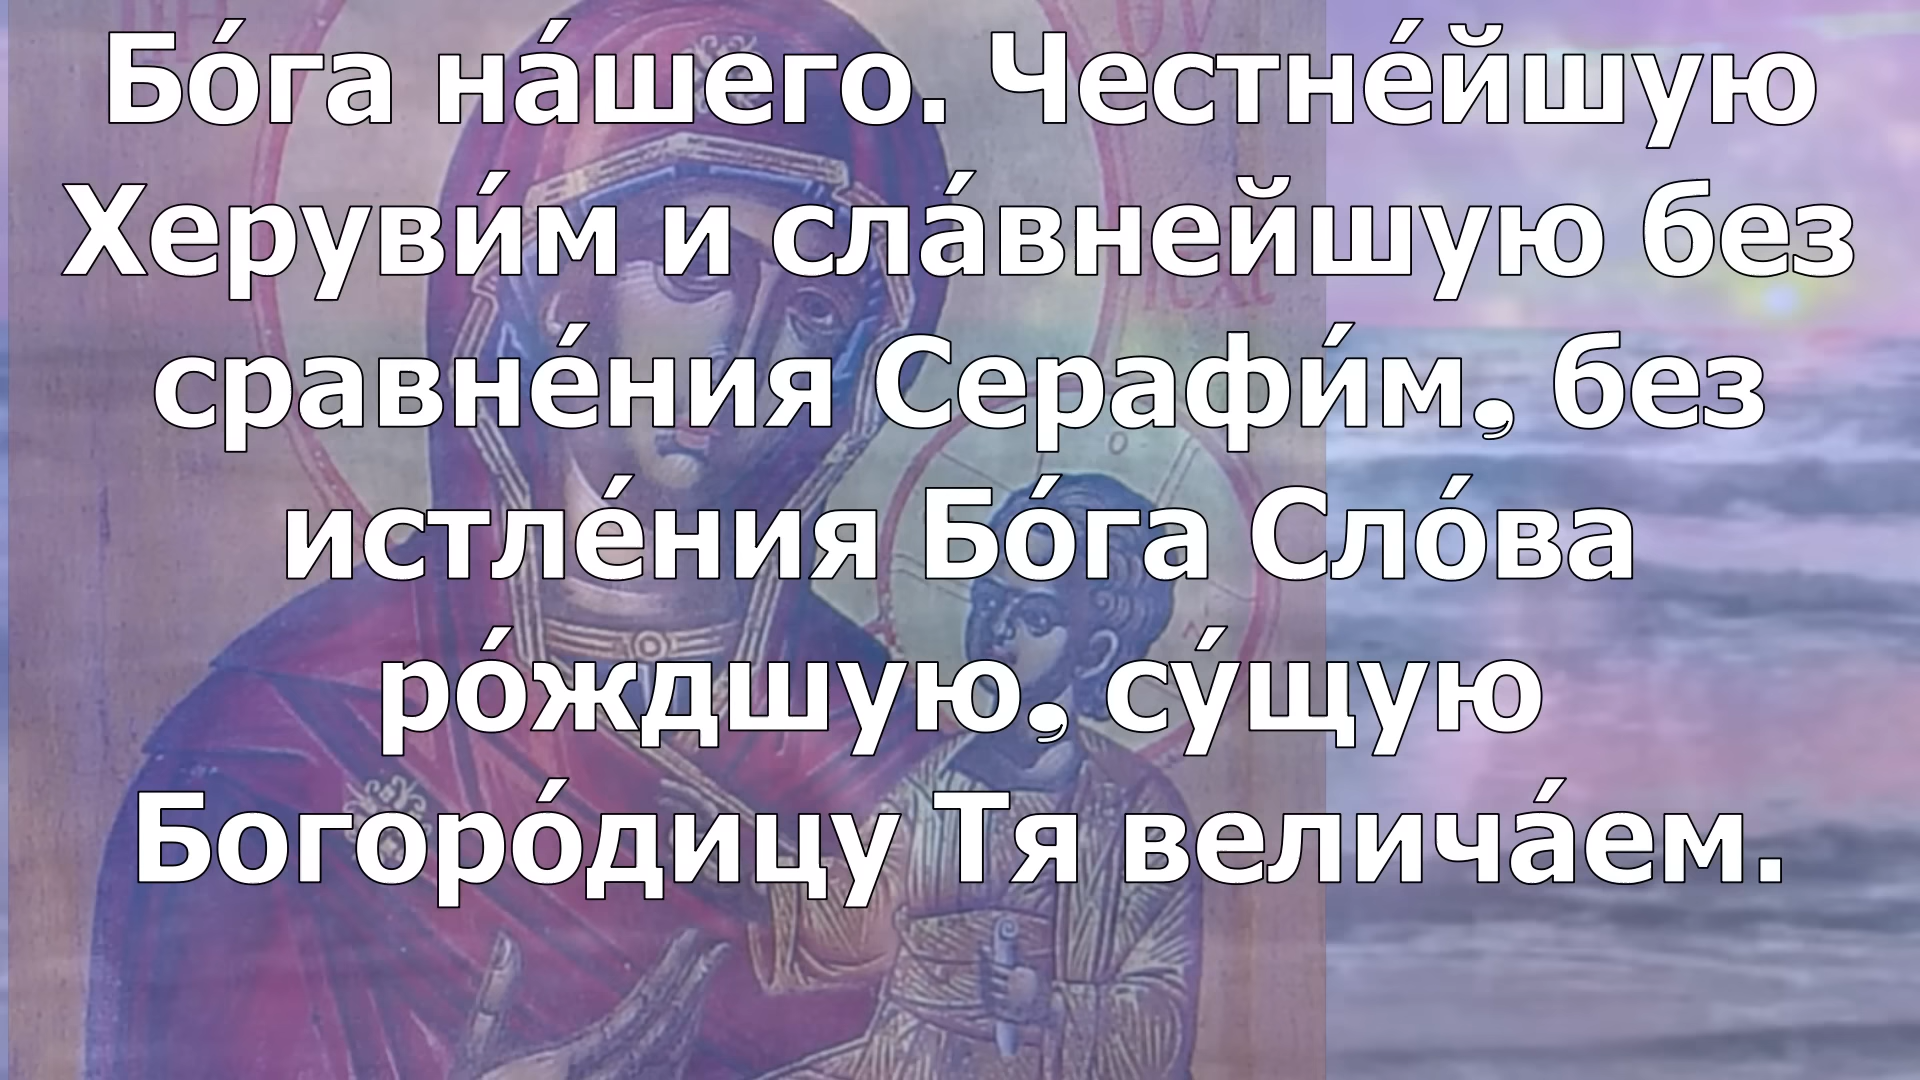 Бо́га на́шего. Честне́йшую
Херуви́м и сла́внейшую без
сравне́ния Серафи́м, без
истле́ния Бо́га Сло́ва
ро́ждшую, су́щую
Богоро́дицу Тя велича́ем.